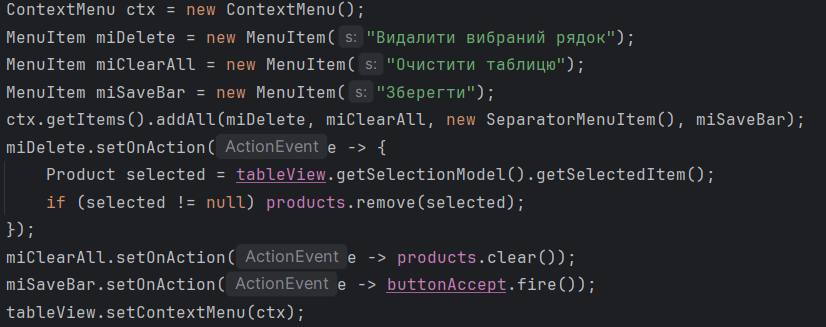 ContextMenu ctx = new ContextMenu();
MenuItem miDelete = new MenuItem( s: "Видалити вибраний рядок");
MenuItem miClearAll = new MenuItem( s: "Очистити таблицю");
MenuItem miSaveBar = new MenuItem( s: "Зберегти");
ctx.getItems().addAll(miDelete, miClearAll, new SeparatorMenuItem(), miSaveBar);
miDelete.setOnAction( ActionEvent e -> {
    Product selected = tableView.getSelectionModel().getSelectedItem();
    if (selected != null) products.remove(selected);
});
miClearAll.setOnAction( ActionEvent e -> products.clear());
miSaveBar.setOnAction( ActionEvent e -> buttonAccept.fire());
tableView.setContextMenu(ctx);